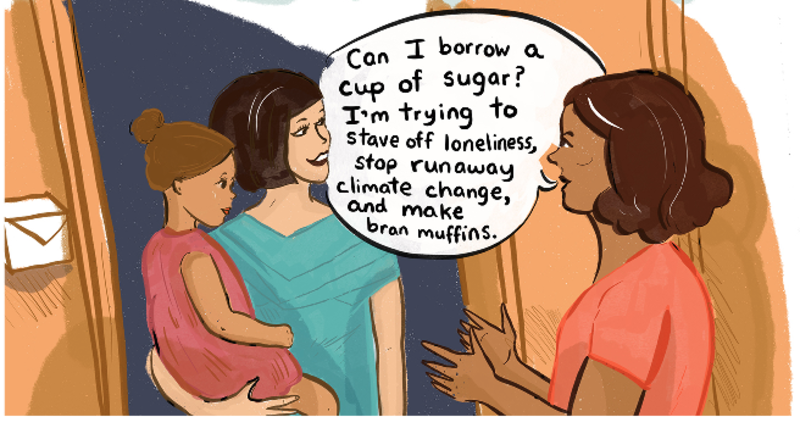 Can I borrow a
cup of sugar?
I'm trying to
stave off loneliness,
stop runaway
climate change,
and make
bran muffins.